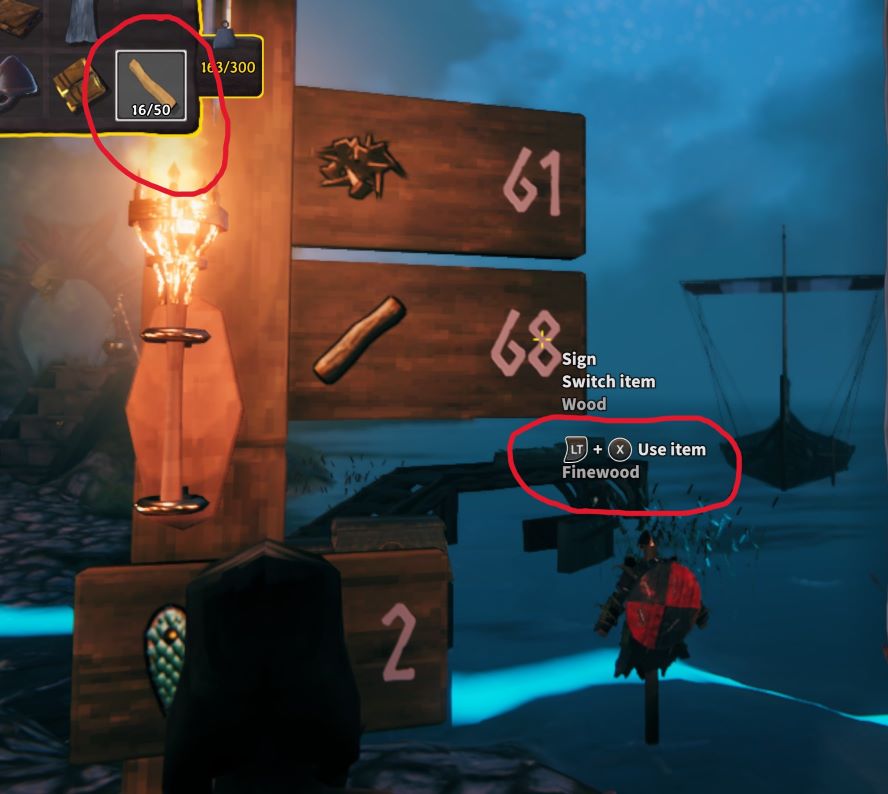 163/300
16/50
61
68
Sign
Switch item
Wood
LT + X Use item
Finewood
2